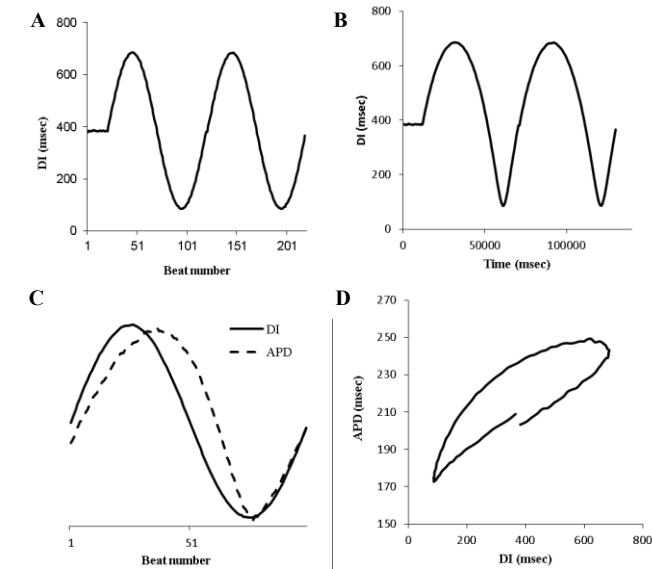 A
DI (msec)
800
600
400
200
0
1 51 101 151 201
Beat number
B
DI (msec)
800
600
400
200
0
0 50000 100000
Time (msec)
C
DI
APD
1 51
Beat number
D
APD (msec)
270
250
230
210
190
170
150
0 200 400 600 800
DI (msec)